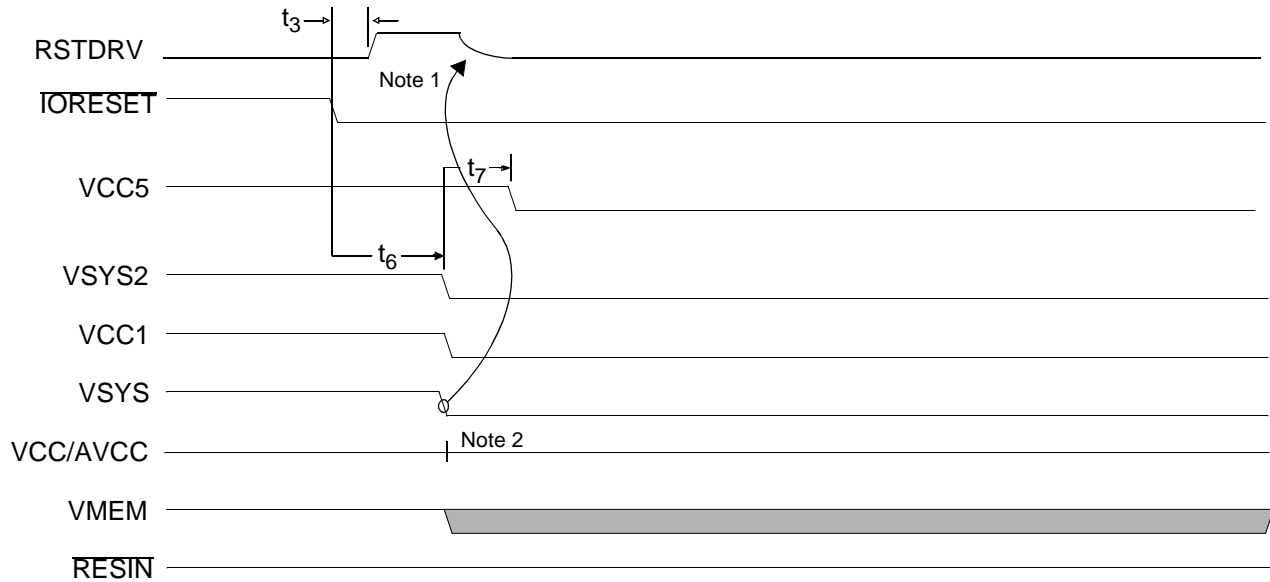 t3
RSTDRV
Note 1
IORESET
t7
VCC5
t6
VSYS2
VCC1
VSYS
Note 2
VCC/AVCC
VMEM
RESIN